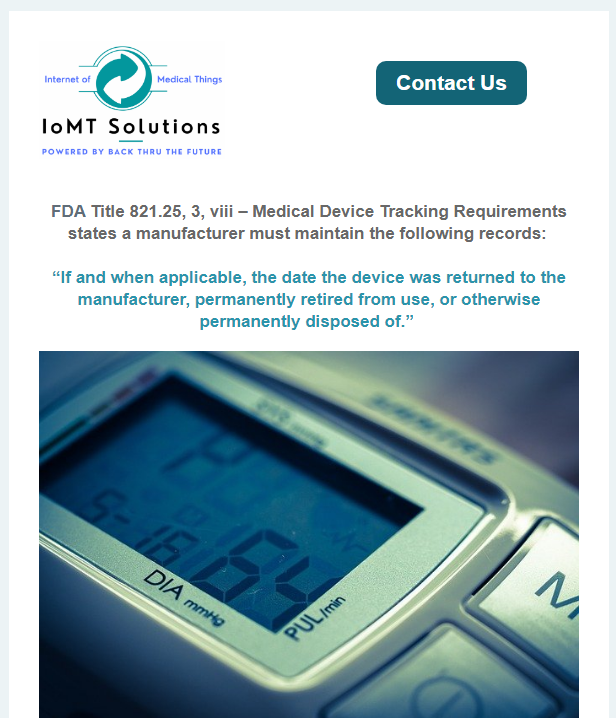 Internet of Medical Things
IoMT Solutions
POWERED BY BACK THRU THE FUTURE
Contact Us
FDA Title 821.25, 3, viii – Medical Device Tracking Requirements
states a manufacturer must maintain the following records:
“If and when applicable, the date the device was returned to the
manufacturer, permanently retired from use, or otherwise
permanently disposed of.”
DIA mmHg
PUL/min
M